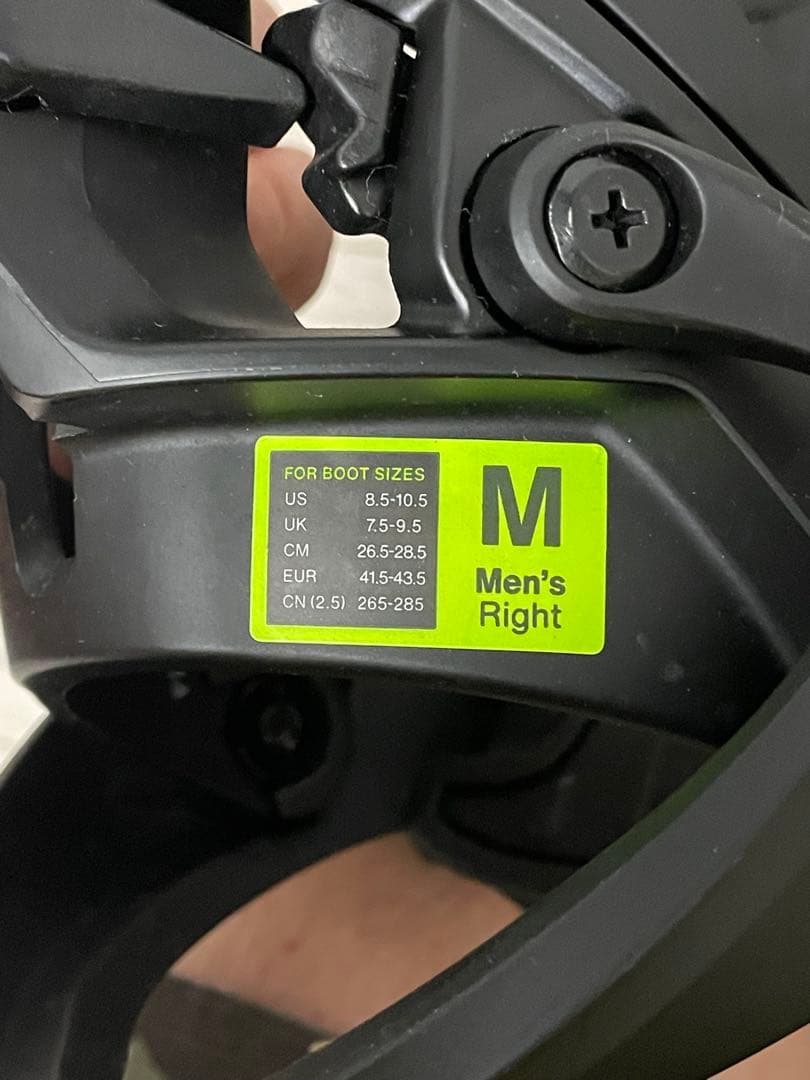 FOR BOOT SIZES
US 8.5-10.5
UK 7.5-9.5
CM 26.5-28.5
EUR 41.5-43.5
CN (2.5) 265-285
M
Men's
Right